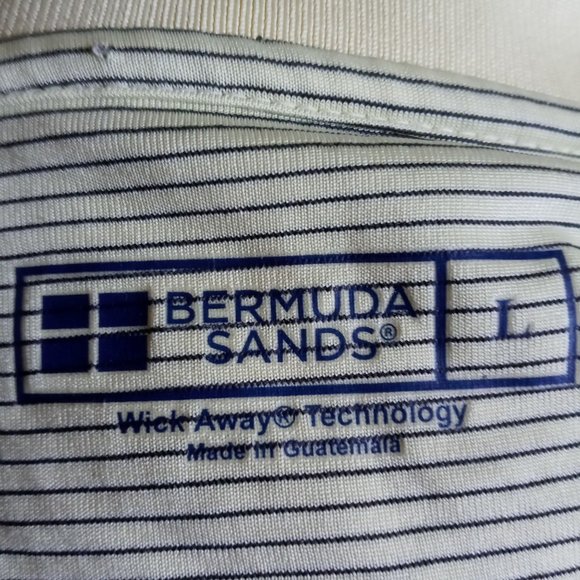 BERMUDA
SANDS®
L
Wick Away® Technology
Made in Guatemala